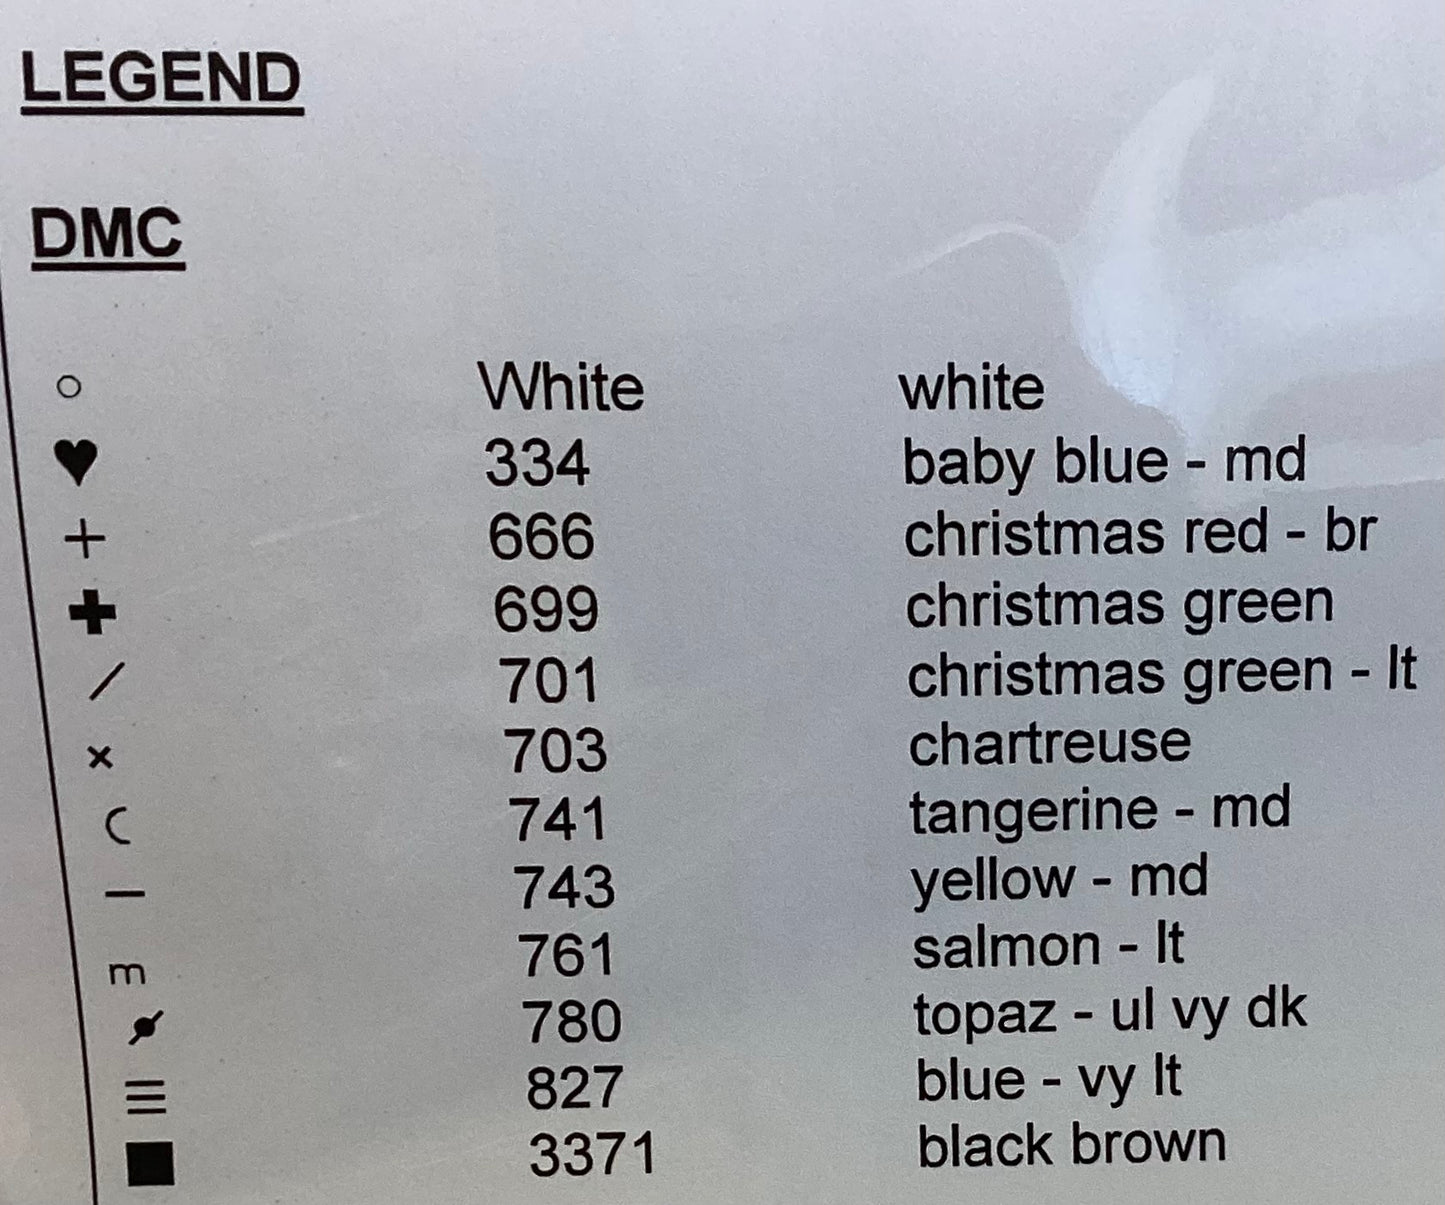 LEGEND
DMC
○ White white
♥ 334 baby blue - md
+ 666 christmas red - br
✚ 699 christmas green
/ 701 christmas green - lt
× 703 chartreuse
( 741 tangerine - md
− 743 yellow - md
m 761 salmon - lt
780 topaz - ul vy dk
≡ 827 blue - vy lt
■ 3371 black brown